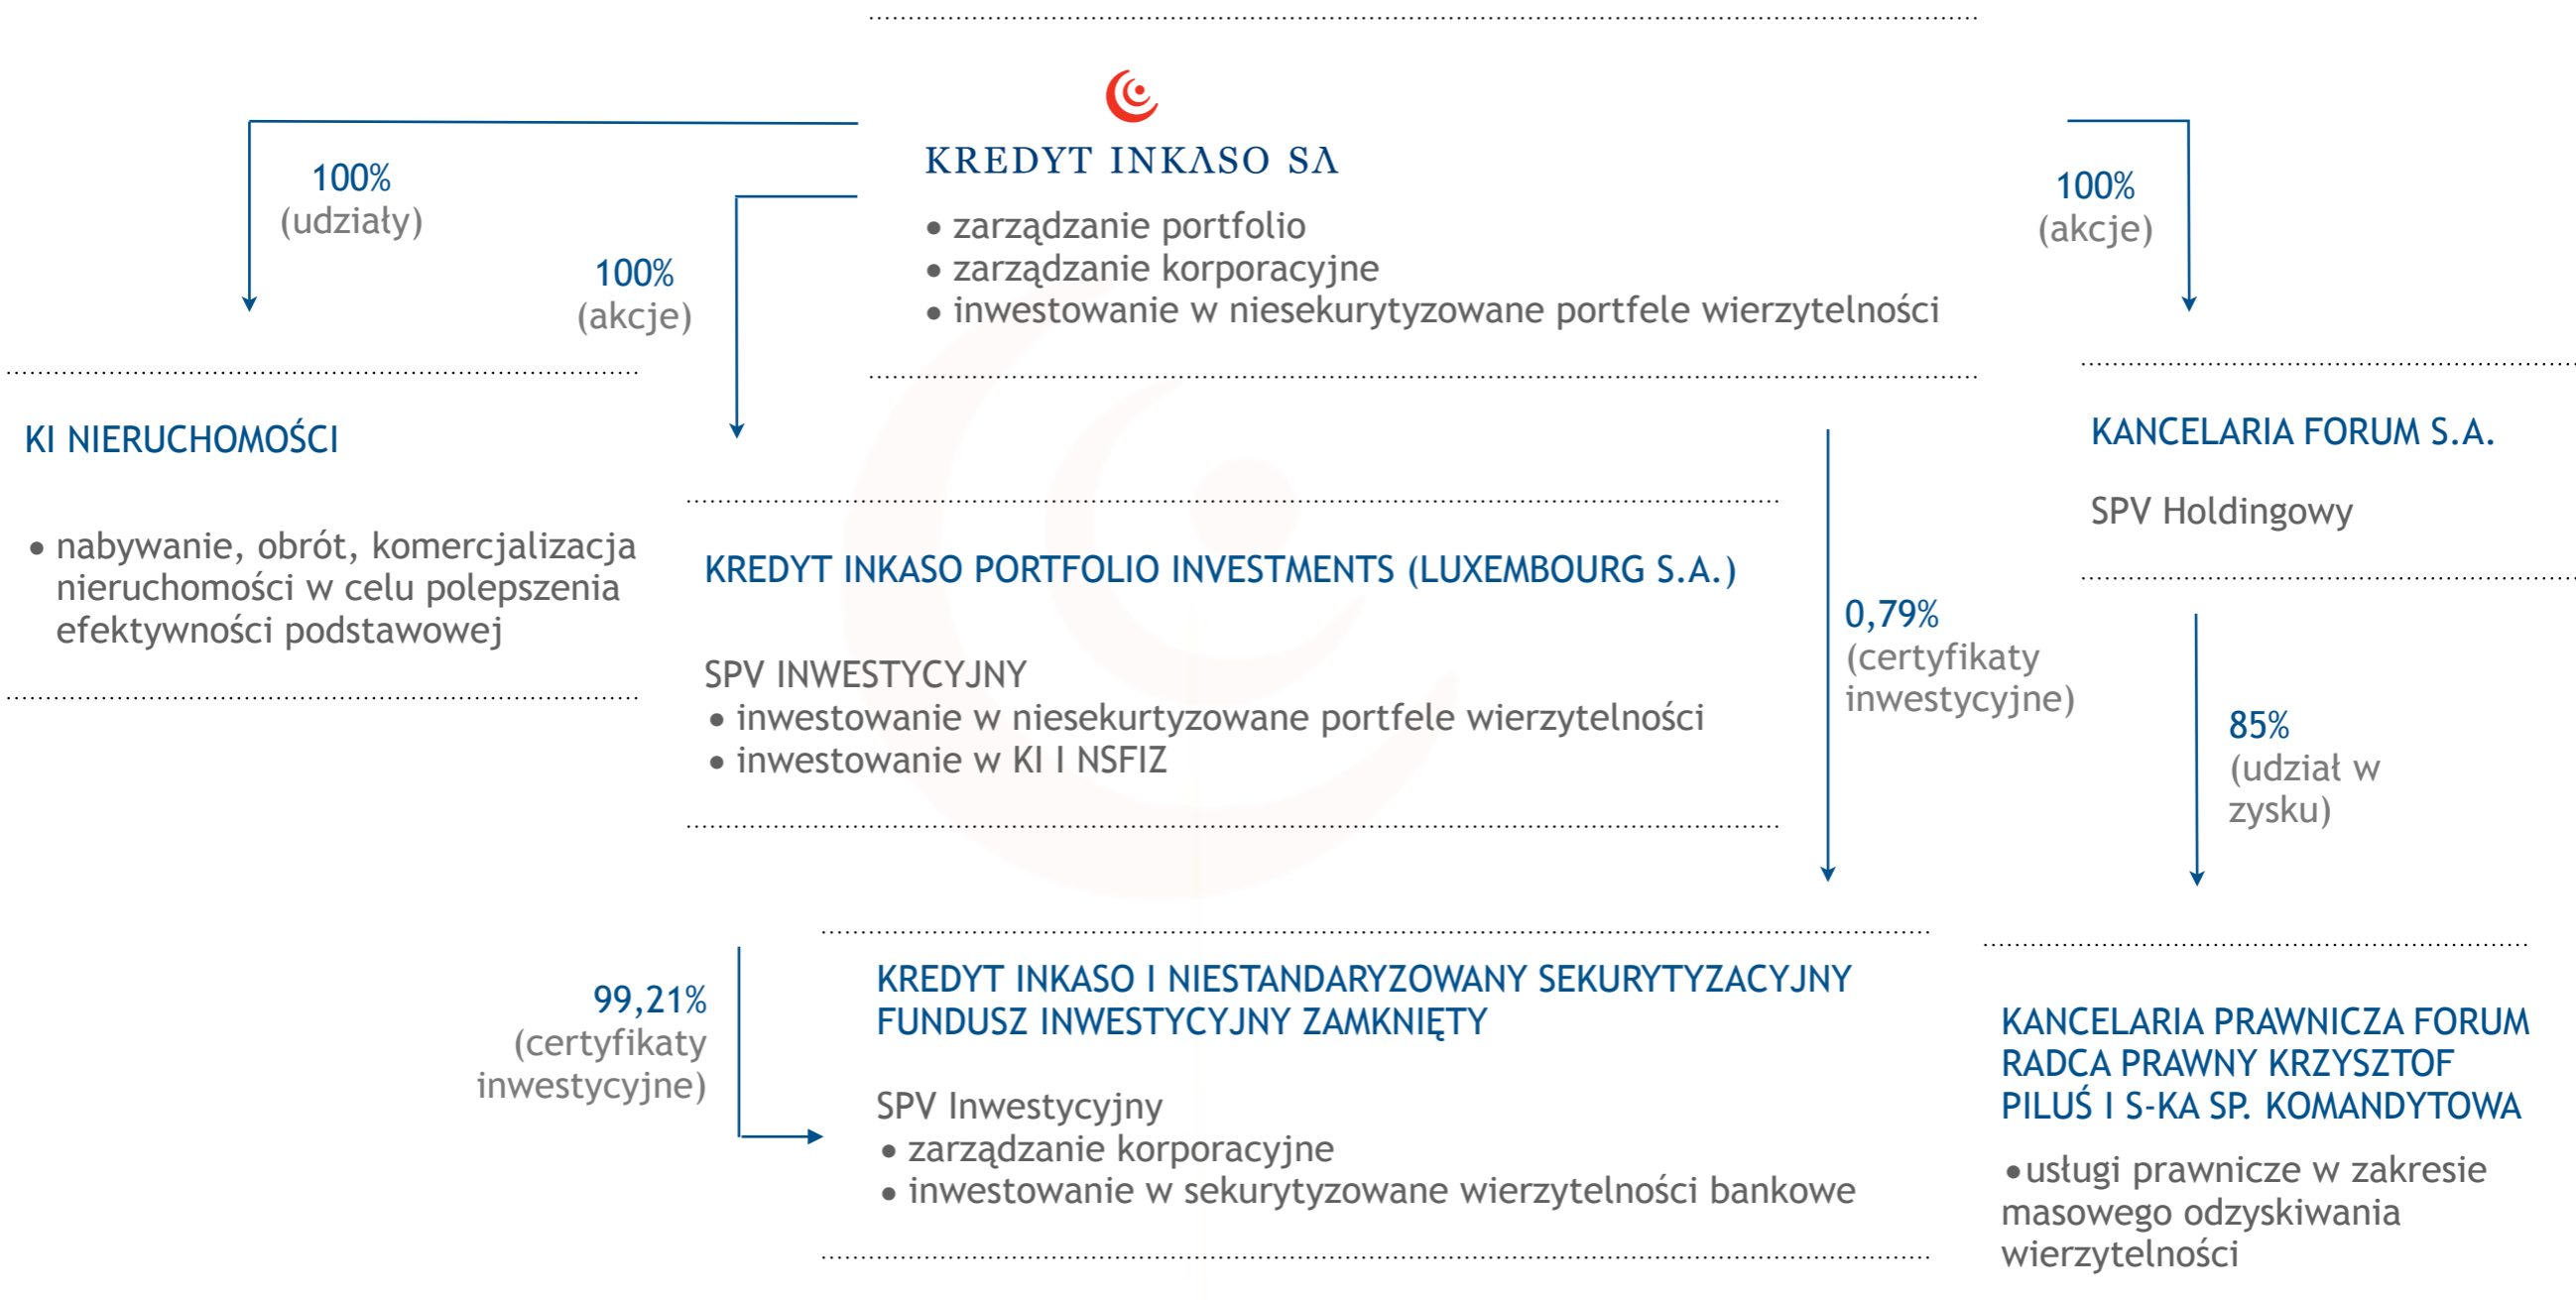 KREDYT INKASO SA
• zarządzanie portfolio
• zarządzanie korporacyjne
• inwestowanie w niesekurytyzowane portfele wierzytelności
100%
(udziały)
100%
(akcje)
100%
(akcje)
KI NIERUCHOMOŚCI
• nabywanie, obrót, komercjalizacja
nieruchomości w celu polepszenia
efektywności podstawowej
KREDYT INKASO PORTFOLIO INVESTMENTS (LUXEMBOURG S.A.)
SPV INWESTYCYJNY
• inwestowanie w niesekurtyzowane portfele wierzytelności
• inwestowanie w KI I NSFIZ
0,79%
(certyfikaty
inwestycyjne)
KANCELARIA FORUM S.A.
SPV Holdingowy
85%
(udział w
zysku)
99,21%
(certyfikaty
inwestycyjne)
KREDYT INKASO I NIESTANDARYZOWANY SEKURYTYZACYJNY
FUNDUSZ INWESTYCYJNY ZAMKNIĘTY
SPV Inwestycyjny
• zarządzanie korporacyjne
• inwestowanie w sekurytyzowane wierzytelności bankowe
KANCELARIA PRAWNICZA FORUM
RADCA PRAWNY KRZYSZTOF
PILUŚ I S-KA SP. KOMANDYTOWA
•usługi prawnicze w zakresie
masowego odzyskiwania
wierzytelności